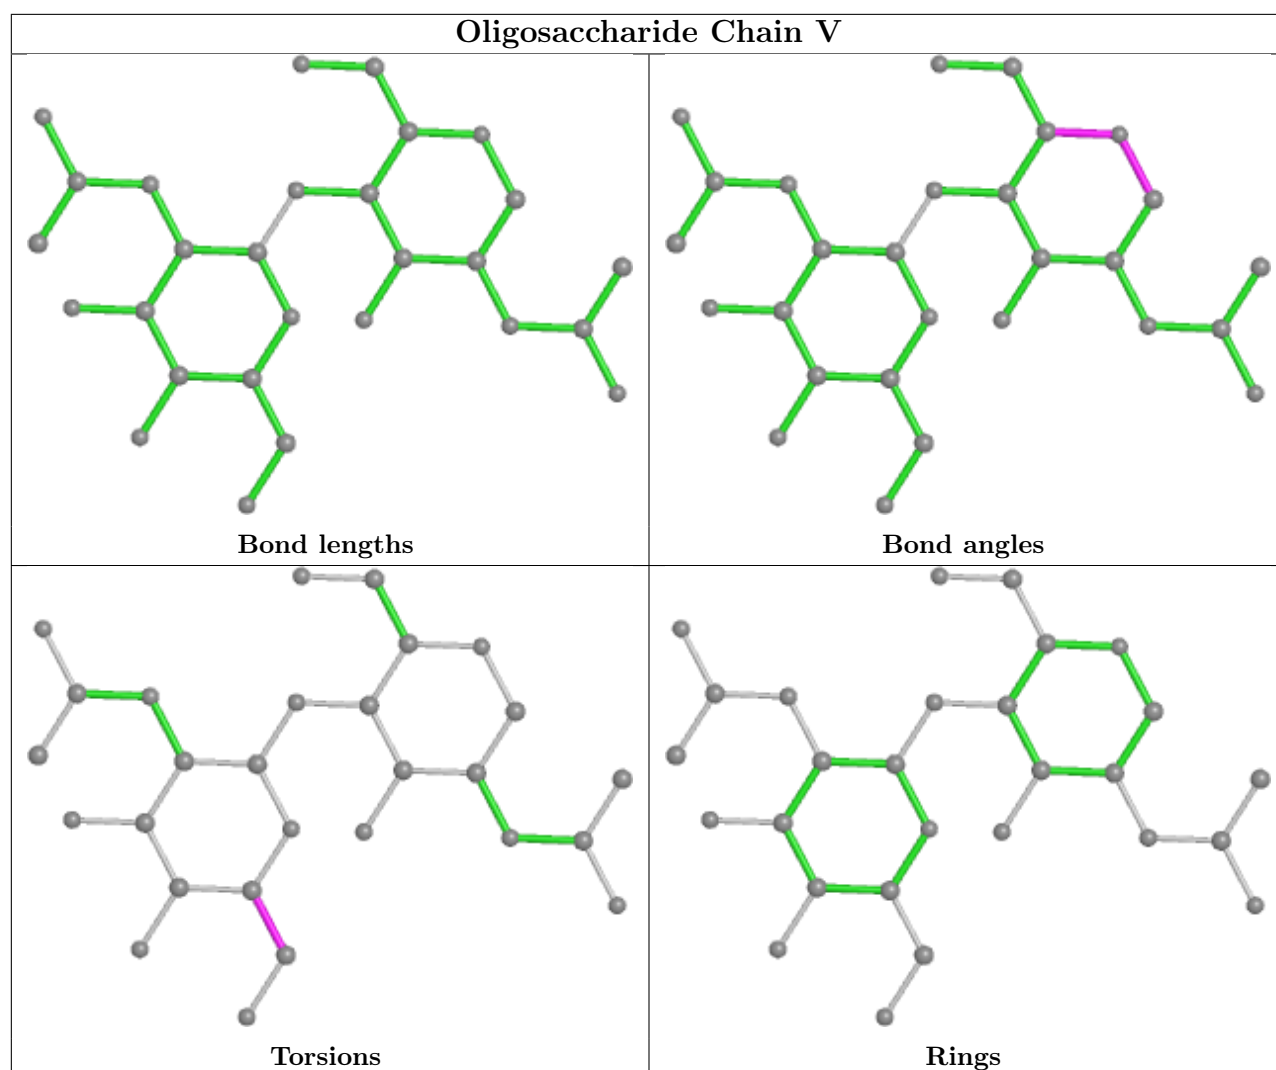 Oligosaccharide Chain V
Bond lengths
Bond angles
Torsions
Rings